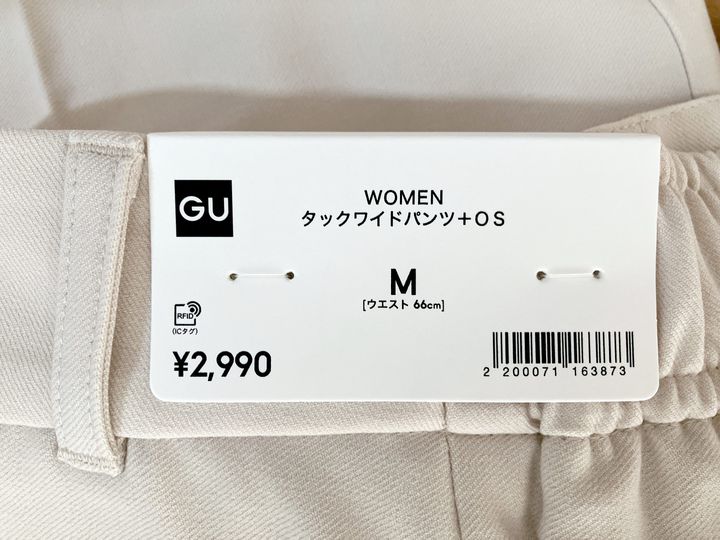 GU
WOMEN
タックワイドパンツ＋OS
M
[ウエスト 66cm]
RFID
(ICタグ)
¥2,990
2 200071 163873